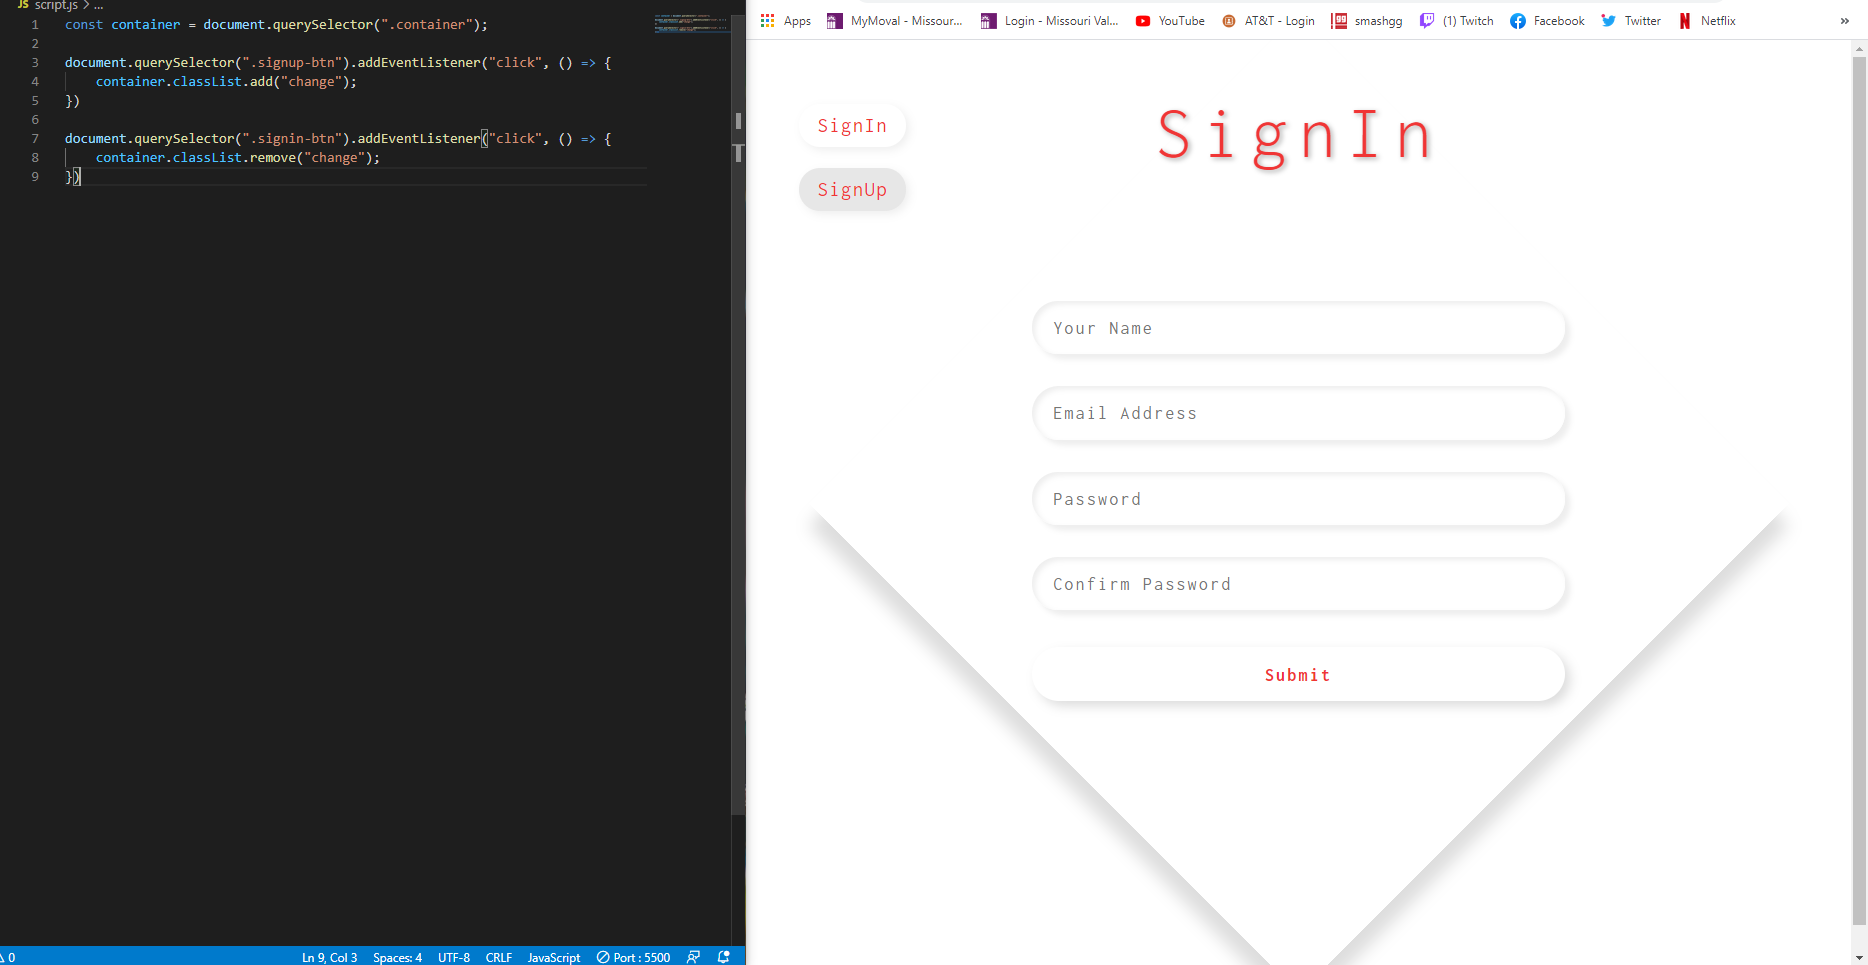 JS script.js > ...
1 const container = document.querySelector(".container");
2
3 document.querySelector(".signup-btn").addEventListener("click", () => {
4     container.classList.add("change");
5 })
6
7 document.querySelector(".signin-btn").addEventListener("click", () => {
8     container.classList.remove("change");
9 })
0 Ln 9, Col 3 Spaces: 4 UTF-8 CRLF JavaScript Port : 5500
Apps MyMoval - Missour... Login - Missouri Val... YouTube AT&T - Login smashgg (1) Twitch Facebook Twitter Netflix »
SignIn
SignUp
SignIn
Your Name
Email Address
Password
Confirm Password
Submit